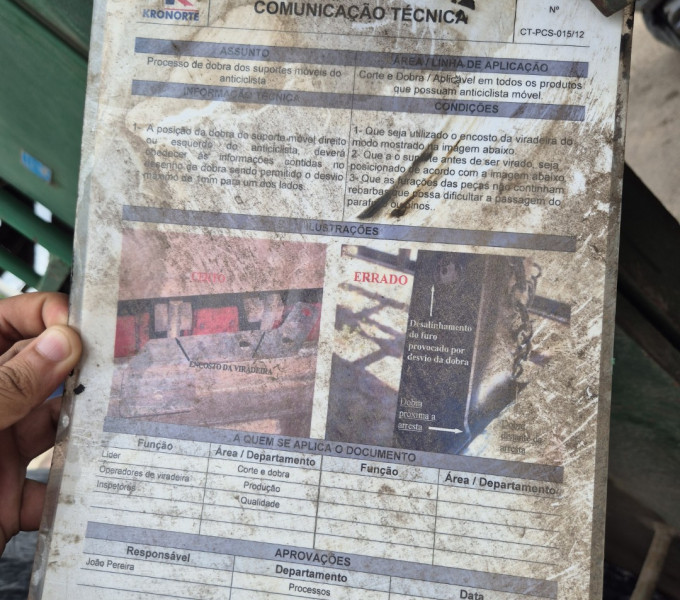 KRONORTE
COMUNICAÇÃO TÉCNICA
Nº
CT-PCS-015/12
ASSUNTO
Processo de dobra dos suportes móveis do
anticiclista
ÁREA / LINHA DE APLICAÇÃO
Corte e Dobra / Aplicável em todos os produtos
que possuam anticiclista móvel.
INFORMAÇÃO TÉCNICA
1- A posição da dobra do suporte móvel direito
ou esquerdo do anticiclista, deverá
obedecer as informações contidas no
desenho de dobra sendo permitido o desvio
máximo de 1mm para um dos lados.
CONDIÇÕES
1- Que seja utilizado o encosto da viradeira do
modo mostrado na imagem abaixo.
2- Que a o suporte antes de ser virado, seja
posicionado de acordo com a imagem abaixo.
3- Que as furações das peças não contenham
rebarbas que possa dificultar a passagem do
parafusos ou pinos..
ILUSTRAÇÕES
CERTO
ENCOSTO DA VIRADEIRA
ERRADO
Desalinhamento
do furo
provocado por
desvio da dobra
Dobra
próxima a
arresta
arresta
A QUEM SE APLICA O DOCUMENTO
Função Área / Departamento Função Área / Departamento
Líder Corte e dobra
Operadores de viradeira Produção
Inspetores Qualidade
APROVAÇÕES
Responsável Departamento Data
João Pereira Processos